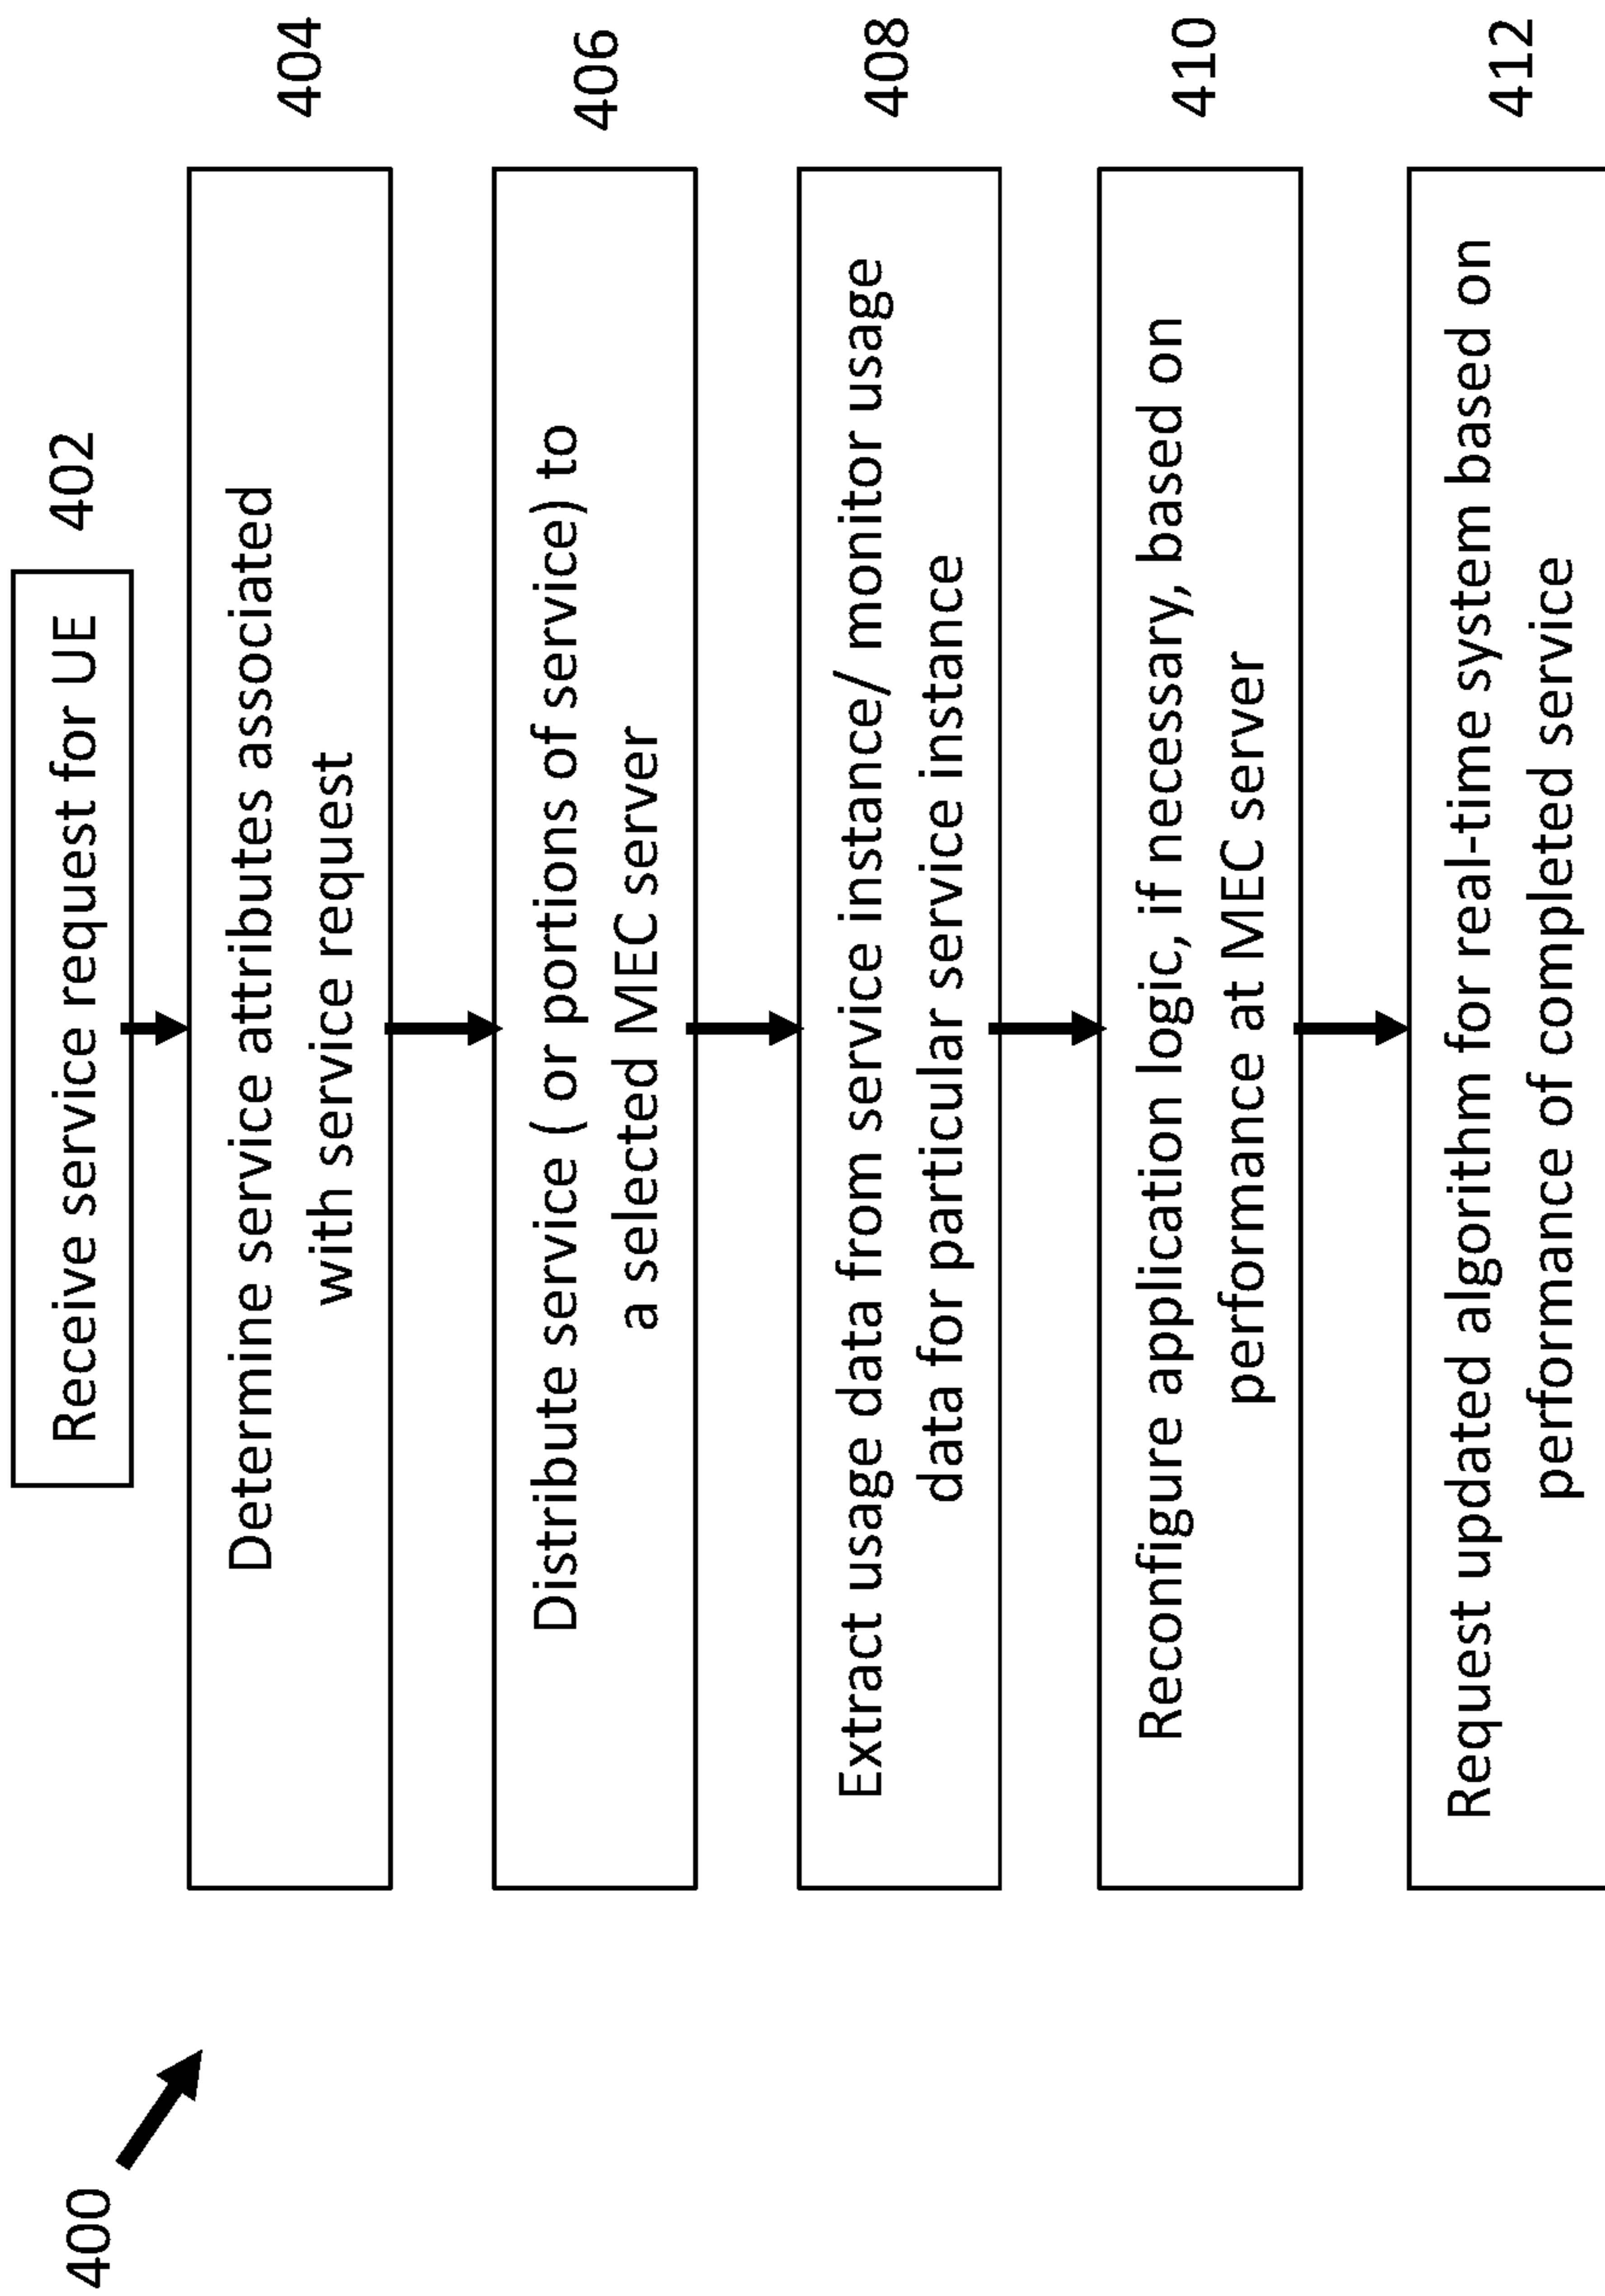 400
Receive service request for UE
402
Determine service attributes associated
with service request
404
Distribute service ( or portions of service) to
a selected MEC server
406
Extract usage data from service instance/ monitor usage
data for particular service instance
408
Reconfigure application logic, if necessary, based on
performance at MEC server
410
Request updated algorithm for real-time system based on
performance of completed service
412